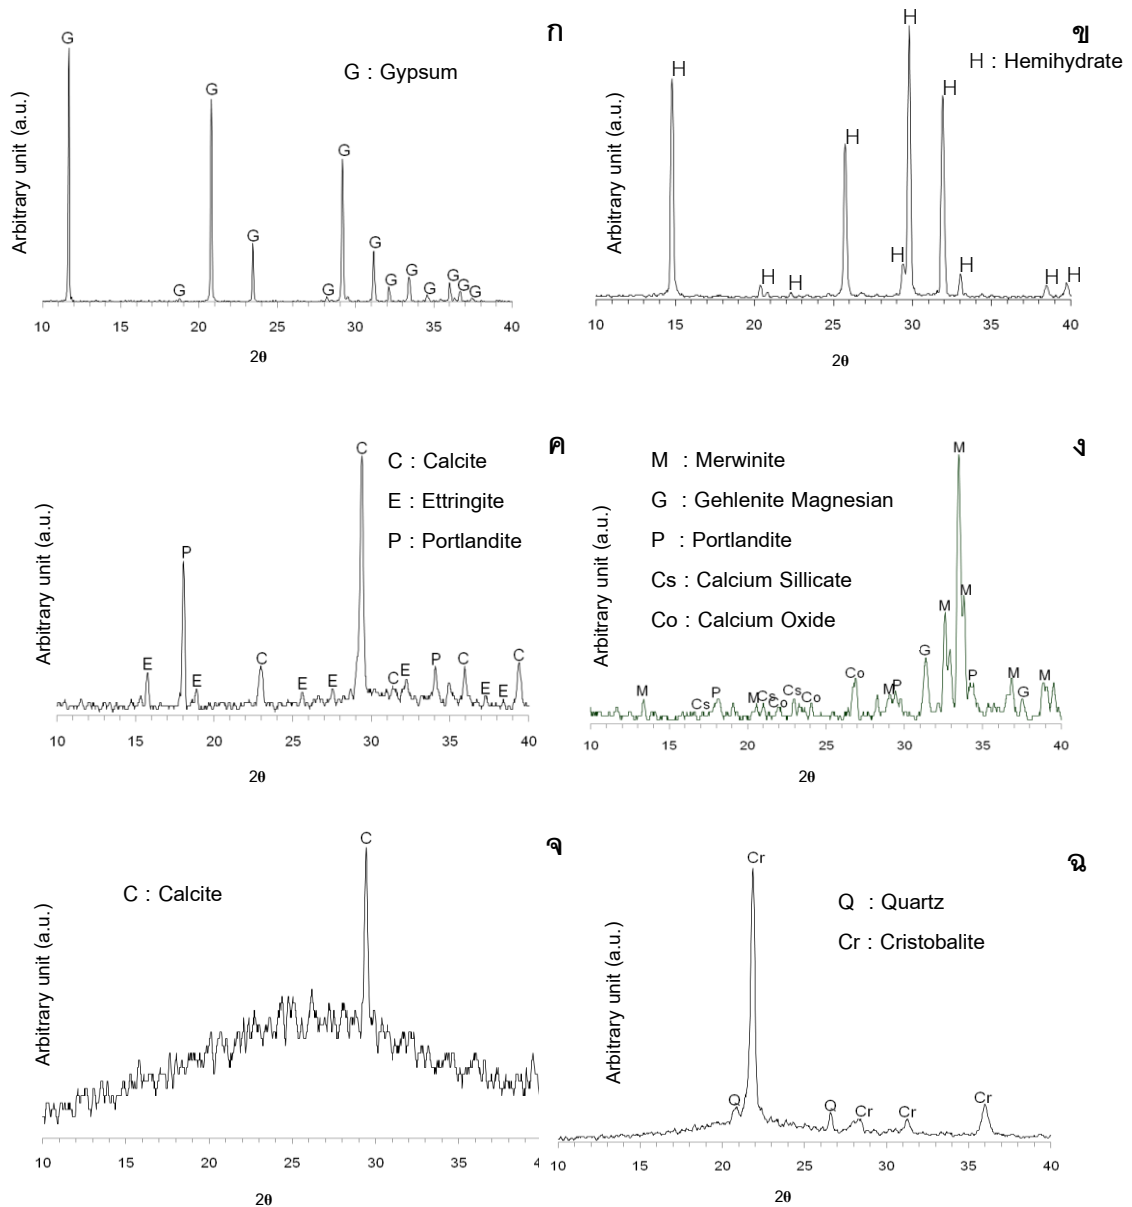 ก
G : Gypsum
Arbitrary unit (a.u.)
G G G G G G G G G G G G G
10 15 20 25 30 35 40
2θ
ข
H : Hemihydrate
Arbitrary unit (a.u.)
H H H H H H H H H H
10 15 20 25 30 35 40
2θ
ค
C : Calcite
E : Ettringite
P : Portlandite
Arbitrary unit (a.u.)
E P E C E E C C E P C E E C
10 15 20 25 30 35 40
2θ
ง
M : Merwinite
G : Gehlenite Magnesian
P : Portlandite
Cs : Calcium Sillicate
Co : Calcium Oxide
Arbitrary unit (a.u.)
M Cs P M Cs Co Cs Co Co M P G M M M P M G M
10 15 20 25 30 35 40
2θ
จ
C : Calcite
Arbitrary unit (a.u.)
C
10 15 20 25 30 35 4
2θ
ฉ
Q : Quartz
Cr : Cristobalite
Arbitrary unit (a.u.)
Q Cr Q Cr Cr Cr
10 15 20 25 30 35 40
2θ